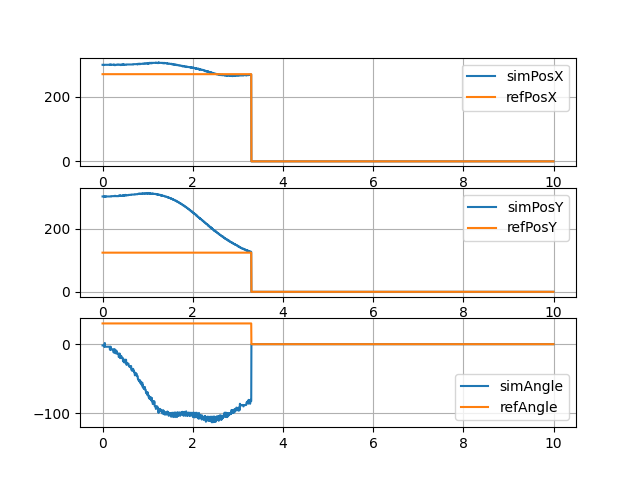 simPosX
refPosX
200
0
0 2 4 6 8 10
simPosY
refPosY
200
0
0 2 4 6 8 10
0
simAngle
refAngle
−100
0 2 4 6 8 10